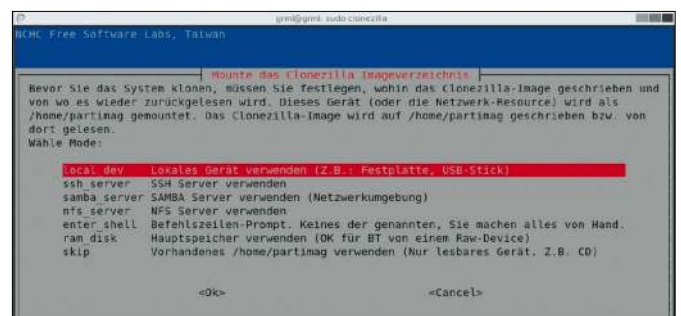 grml@grml: sudo clonezilla
NCHC Free Software Labs, Taiwan
Mounte das Clonezilla Imageverzeichnis
Bevor Sie das System klonen, müssen Sie festlegen, wohin das Clonezilla-Image geschrieben und
von wo es wieder zurückgelesen wird. Dieses Gerät (oder die Netzwerk-Resource) wird als
/home/partimag gemountet. Das Clonezilla-Image wird auf /home/partimag geschrieben bzw. von
dort gelesen.
Wähle Mode:
local_dev Lokales Gerät verwenden (Z.B.: Festplatte, USB-Stick)
ssh_server SSH Server verwenden
samba_server SAMBA Server verwenden (Netzwerkumgebung)
nfs_server NFS Server verwenden
enter_shell Befehlszeilen-Prompt. Keines der genannten, Sie machen alles von Hand.
ram_disk Hauptspeicher verwenden (OK für BT von einem Raw-Device)
skip Vorhandenes /home/partimag verwenden (Nur lesbares Gerät, Z.B. CD)
<Ok> <Cancel>